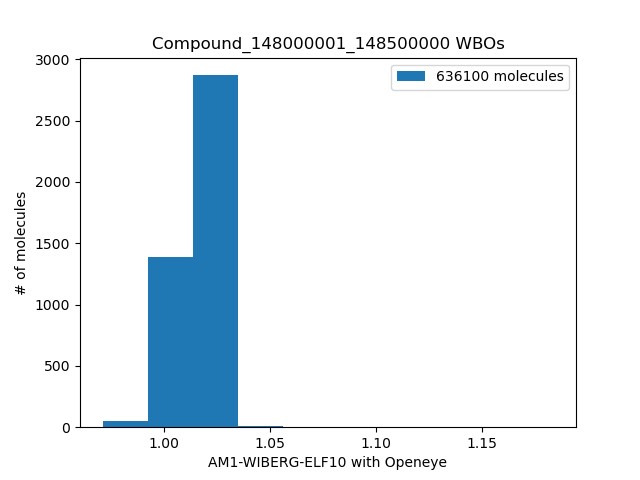 Compound_148000001_148500000 WBOs
636100 molecules
3000
2500
2000
1500
1000
500
0
# of molecules
1.00 1.05 1.10 1.15
AM1-WIBERG-ELF10 with Openeye